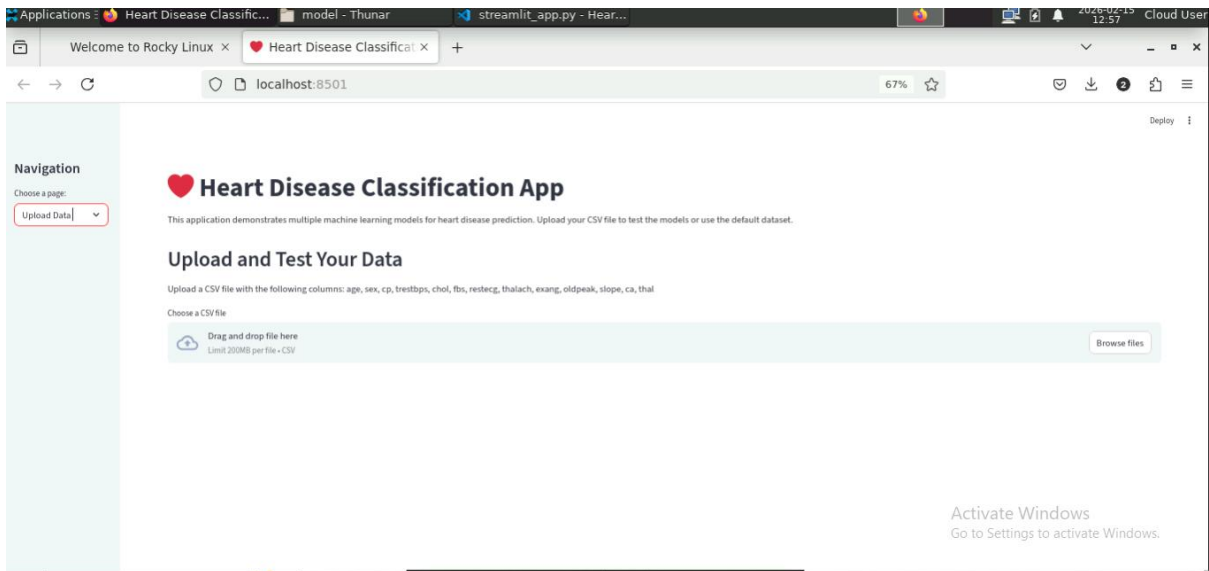 Applications
Heart Disease Classific...
model - Thunar
streamlit_app.py - Hear...
2026-02-15
12:57
Cloud User
Welcome to Rocky Linux
Heart Disease Classificat
localhost:8501
67%
2
Deploy
Navigation
Choose a page:
Upload Data
Heart Disease Classification App
This application demonstrates multiple machine learning models for heart disease prediction. Upload your CSV file to test the models or use the default dataset.
Upload and Test Your Data
Upload a CSV file with the following columns: age, sex, cp, trestbps, chol, fbs, restecg, thalach, exang, oldpeak, slope, ca, thal
Choose a CSV file
Drag and drop file here
Limit 200MB per file • CSV
Browse files
Activate Windows
Go to Settings to activate Windows.